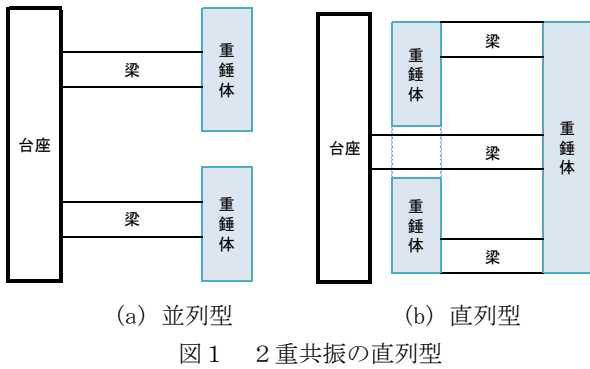 台座
梁
重錘体
梁
重錘体
台座
重錘体
梁
梁
重錘体
重錘体
梁
(a) 並列型
(b) 直列型
図1 2重共振の直列型